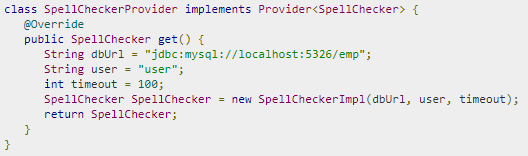 class SpellCheckerProvider implements Provider<SpellChecker> {
   @Override
   public SpellChecker get() {
      String dbUrl = "jdbc:mysql://localhost:5326/emp";
      String user = "user";
      int timeout = 100;
      SpellChecker SpellChecker = new SpellCheckerImpl(dbUrl, user, timeout);
      return SpellChecker;
   }
}